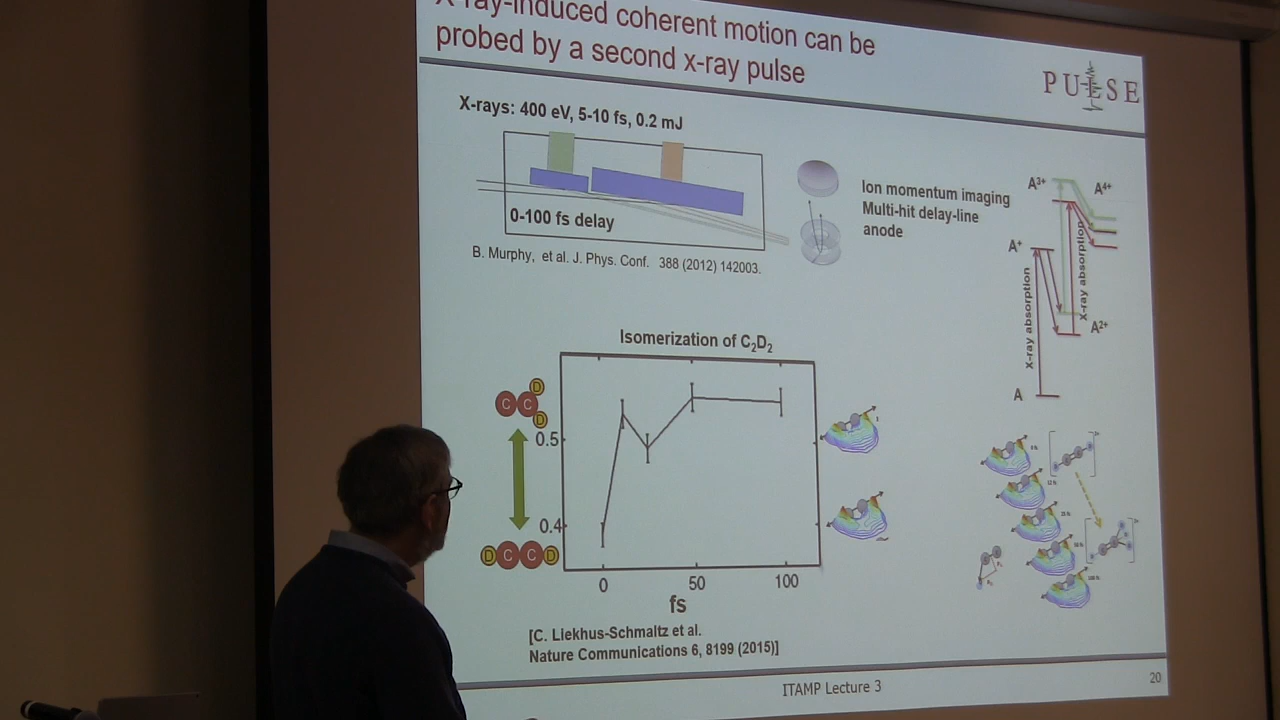 X-ray-induced coherent motion can be
probed by a second x-ray pulse
PULSE
X-rays: 400 eV, 5-10 fs, 0.2 mJ
0-100 fs delay
B. Murphy, et al. J. Phys. Conf. 388 (2012) 142003.
Ion momentum imaging
Multi-hit delay-line
anode
A3+
A4+
A+
X-ray absorption
X-ray absorption
A2+
A
Isomerization of C2D2
D
C C
D
0.5
0.4
D C C D
0 50 100
fs
[C. Liekhus-Schmaltz et al.
Nature Communications 6, 8199 (2015)]
ITAMP Lecture 3
20